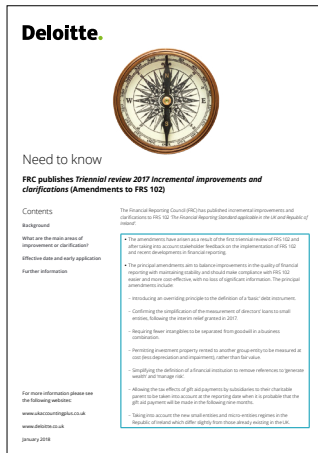 Deloitte.
N
W
E
S
Need to know
FRC publishes Triennial review 2017 Incremental improvements and
clarifications (Amendments to FRS 102)
Contents
Background
What are the main areas of
improvement or clarification?
Effective date and early application
Further information
For more information please see
the following websites:
www.ukaccountingplus.co.uk
www.deloitte.co.uk
January 2018
The Financial Reporting Council (FRC) has published incremental improvements and
clarifications to FRS 102 'The Financial Reporting Standard applicable in the UK and Republic of
Ireland'.
• The amendments have arisen as a result of the first triennial review of FRS 102 and
after taking into account stakeholder feedback on the implementation of FRS 102
and recent developments in financial reporting.
• The principal amendments aim to balance improvements in the quality of financial
reporting with maintaining stability and should make compliance with FRS 102
easier and more cost-effective, with no loss of significant information. The principal
amendments include:
– Introducing an overriding principle to the definition of a 'basic' debt instrument.
– Confirming the simplification of the measurement of directors' loans to small
entities, following the interim relief granted in 2017.
– Requiring fewer intangibles to be separated from goodwill in a business
combination.
– Permitting investment property rented to another group entity to be measured at
cost (less depreciation and impairment), rather than fair value.
– Simplifying the definition of a financial institution to remove references to 'generate
wealth' and 'manage risk'
– Allowing the tax effects of gift aid payments by subsidiaries to their charitable
parent to be taken into account at the reporting date when it is probable that the
gift aid payment will be made in the following nine months.
– Taking into account the new small entities and micro-entities regimes in the
Republic of Ireland which differ slightly from those already existing in the UK.